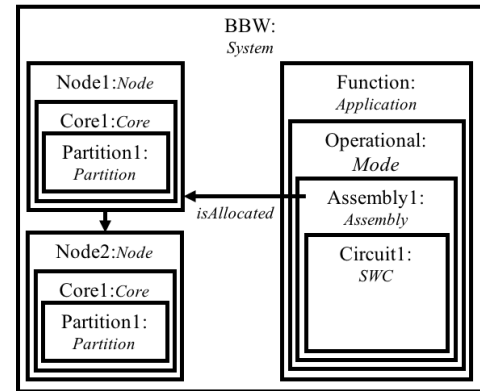 BBW:
System
Node1:Node
Core1:Core
Partition1:
Partition
Node2:Node
Core1:Core
Partition1:
Partition
isAllocated
Function:
Application
Operational:
Mode
Assembly1:
Assembly
Circuit1:
SWC